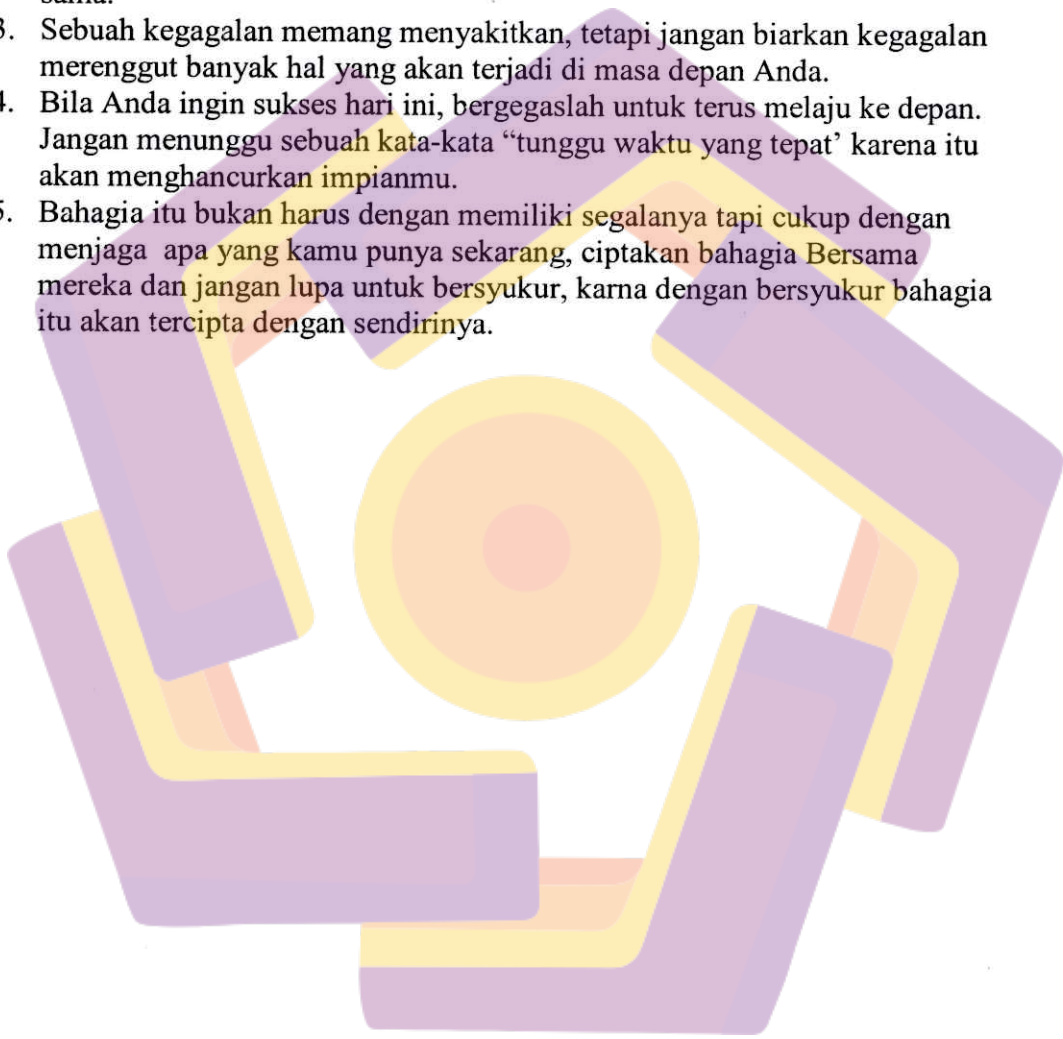 3. Sebuah kegagalan memang menyakitkan, tetapi jangan biarkan kegagalan
merenggut banyak hal yang akan terjadi di masa depan Anda.
4. Bila Anda ingin sukses hari ini, bergegaslah untuk terus melaju ke depan.
Jangan menunggu sebuah kata-kata “tunggu waktu yang tepat’ karena itu
akan menghancurkan impianmu.
5. Bahagia itu bukan harus dengan memiliki segalanya tapi cukup dengan
menjaga apa yang kamu punya sekarang, ciptakan bahagia Bersama
mereka dan jangan lupa untuk bersyukur, karna dengan bersyukur bahagia
itu akan tercipta dengan sendirinya.